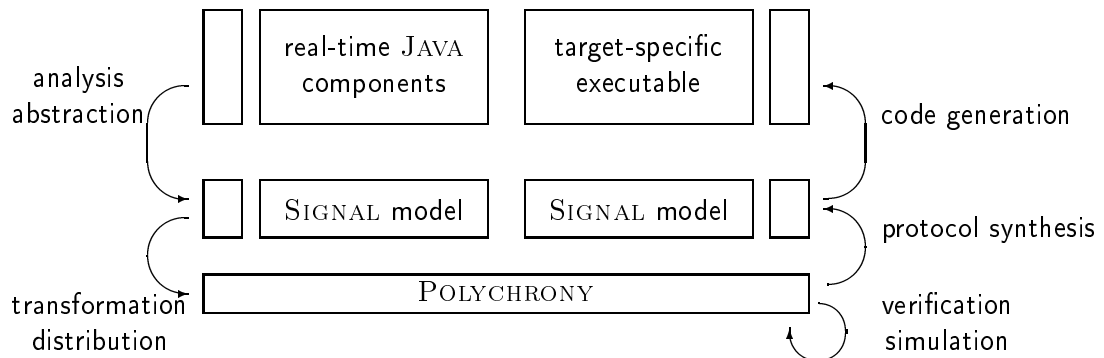 real-time JAVA
components
target-specific
executable
analysis
abstraction
code generation
SIGNAL model
SIGNAL model
protocol synthesis
POLYCHRONY
transformation
distribution
verification
simulation